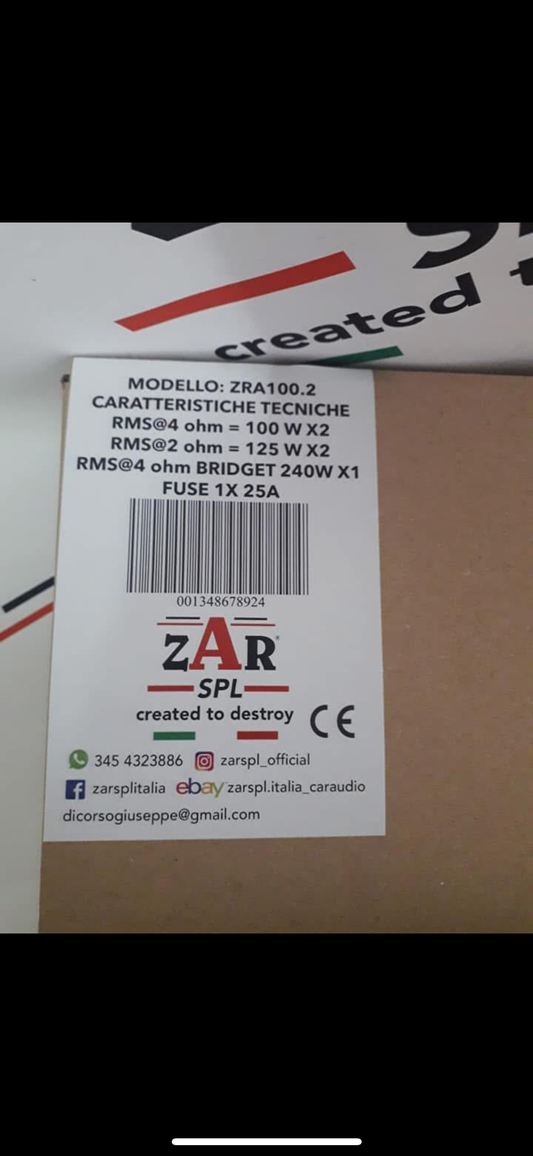 created t
MODELLO: ZRA100.2
CARATTERISTICHE TECNICHE
RMS@4 ohm = 100 W X2
RMS@2 ohm = 125 W X2
RMS@4 ohm BRIDGET 240W X1
FUSE 1X 25A
001348678924
ZAR
SPL
created to destroy CE
345 4323886 zarspl_official
zarsplitalia ebay zarspl.italia_caraudio
dicorsogiuseppe@gmail.com